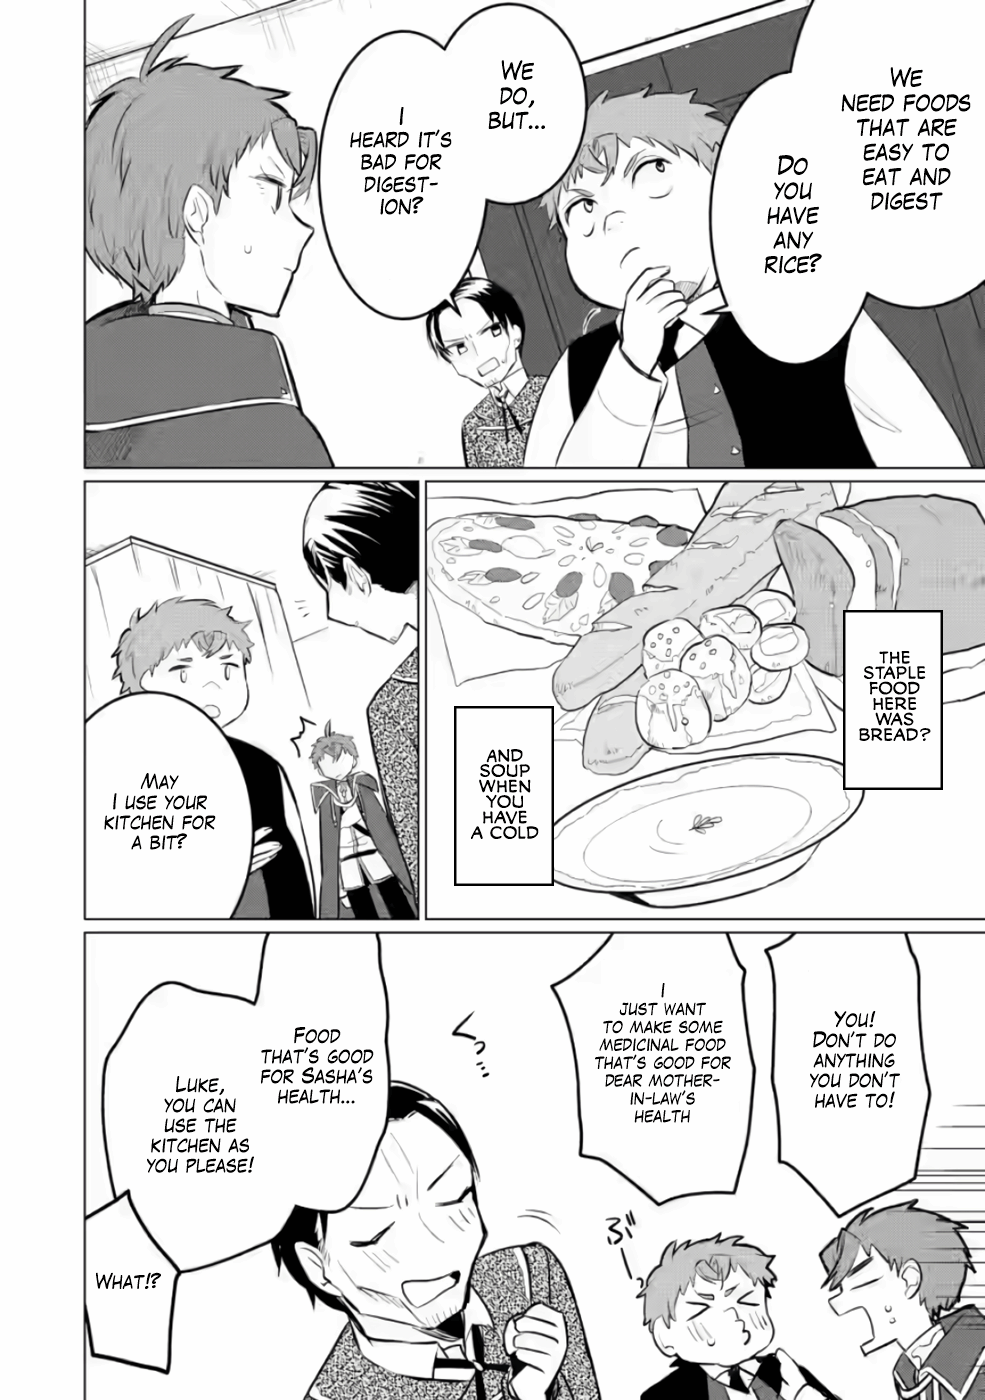 WE
NEED FOODS
THAT ARE
EASY TO
EAT AND
DIGEST
DO
YOU
HAVE
ANY
RICE?
WE
DO,
BUT...
I
HEARD IT'S
BAD FOR
DIGEST-
ION?
THE
STAPLE
FOOD
HERE
WAS
BREAD?
AND
SOUP WHEN
YOU
HAVE
A COLD
MAY
I USE YOUR
KITCHEN FOR
A BIT?
YOU!
DON'T DO
ANYTHING
YOU DON'T
HAVE TO!
I
JUST WANT
TO MAKE SOME
MEDICINAL FOOD
THAT'S GOOD FOR
DEAR MOTHER-
IN-LAW'S
HEALTH
ぶー
FOOD
THAT'S GOOD
FOR SASHA'S
HEALTH...
LUKE,
YOU CAN
USE THE
KITCHEN AS
YOU PLEASE!
WHAT!?